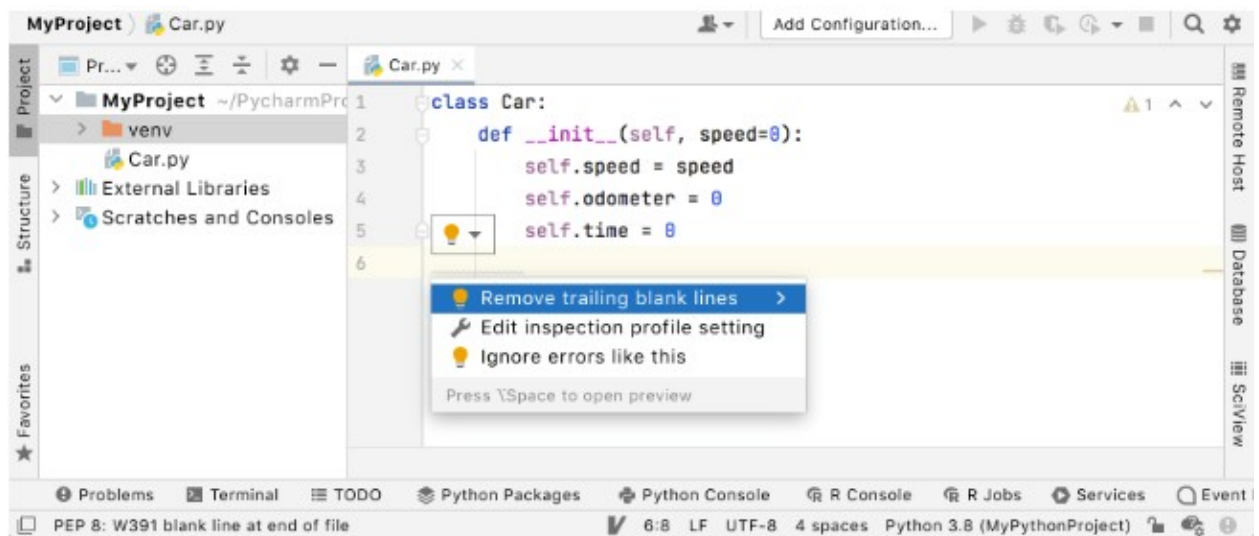 MyProject Car.py Add Configuration...
Project
Structure
Favorites
Pr...
MyProject ~/PycharmPro
venv
Car.py
External Libraries
Scratches and Consoles
Car.py
1 class Car:
2 def __init__(self, speed=0):
3 self.speed = speed
4 self.odometer = 0
5 self.time = 0
6
1
Remove trailing blank lines
Edit inspection profile setting
Ignore errors like this
Press ⌥Space to open preview
Remote Host
Database
SciView
Problems Terminal TODO Python Packages Python Console R Console R Jobs Services Event
PEP 8: W391 blank line at end of file 6:8 LF UTF-8 4 spaces Python 3.8 (MyPythonProject)